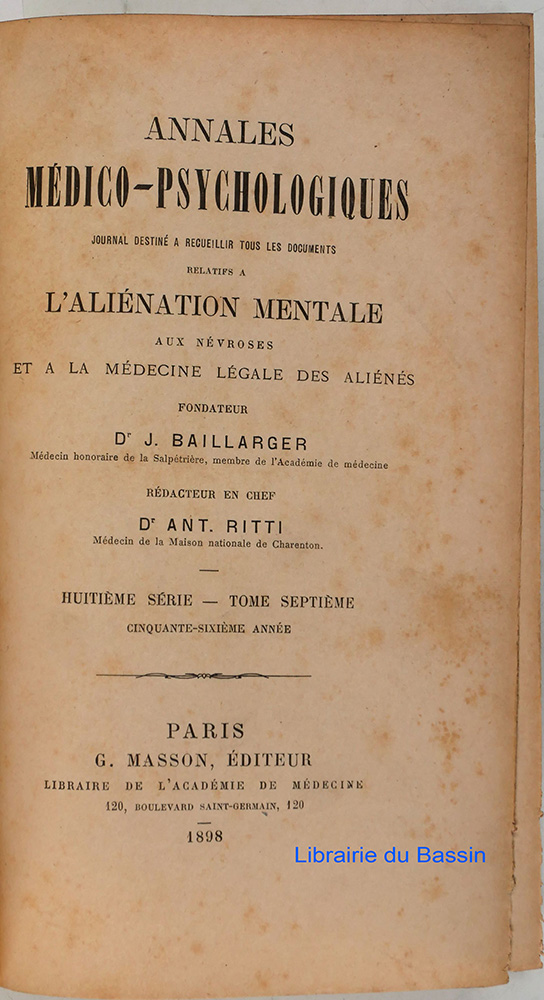 ANNALES
MÉDICO-PSYCHOLOGIQUES
JOURNAL DESTINÉ A RECUEILLIR TOUS LES DOCUMENTS
RELATIFS A
L'ALIÉNATION MENTALE
AUX NÉVROSES
ET A LA MÉDECINE LÉGALE DES ALIÉNÉS
FONDATEUR
Dr J. BAILLARGER
Médecin honoraire de la Salpétrière, membre de l'Académie de médecine
RÉDACTEUR EN CHEF
Dr ANT. RITTI
Médecin de la Maison nationale de Charenton.
HUITIÈME SÉRIE — TOME SEPTIÈME
CINQUANTE-SIXIÈME ANNÉE
PARIS
G. MASSON, ÉDITEUR
LIBRAIRE DE L'ACADÉMIE DE MÉDECINE
120, BOULEVARD SAINT-GERMAIN, 120
1898
Librairie du Bassin